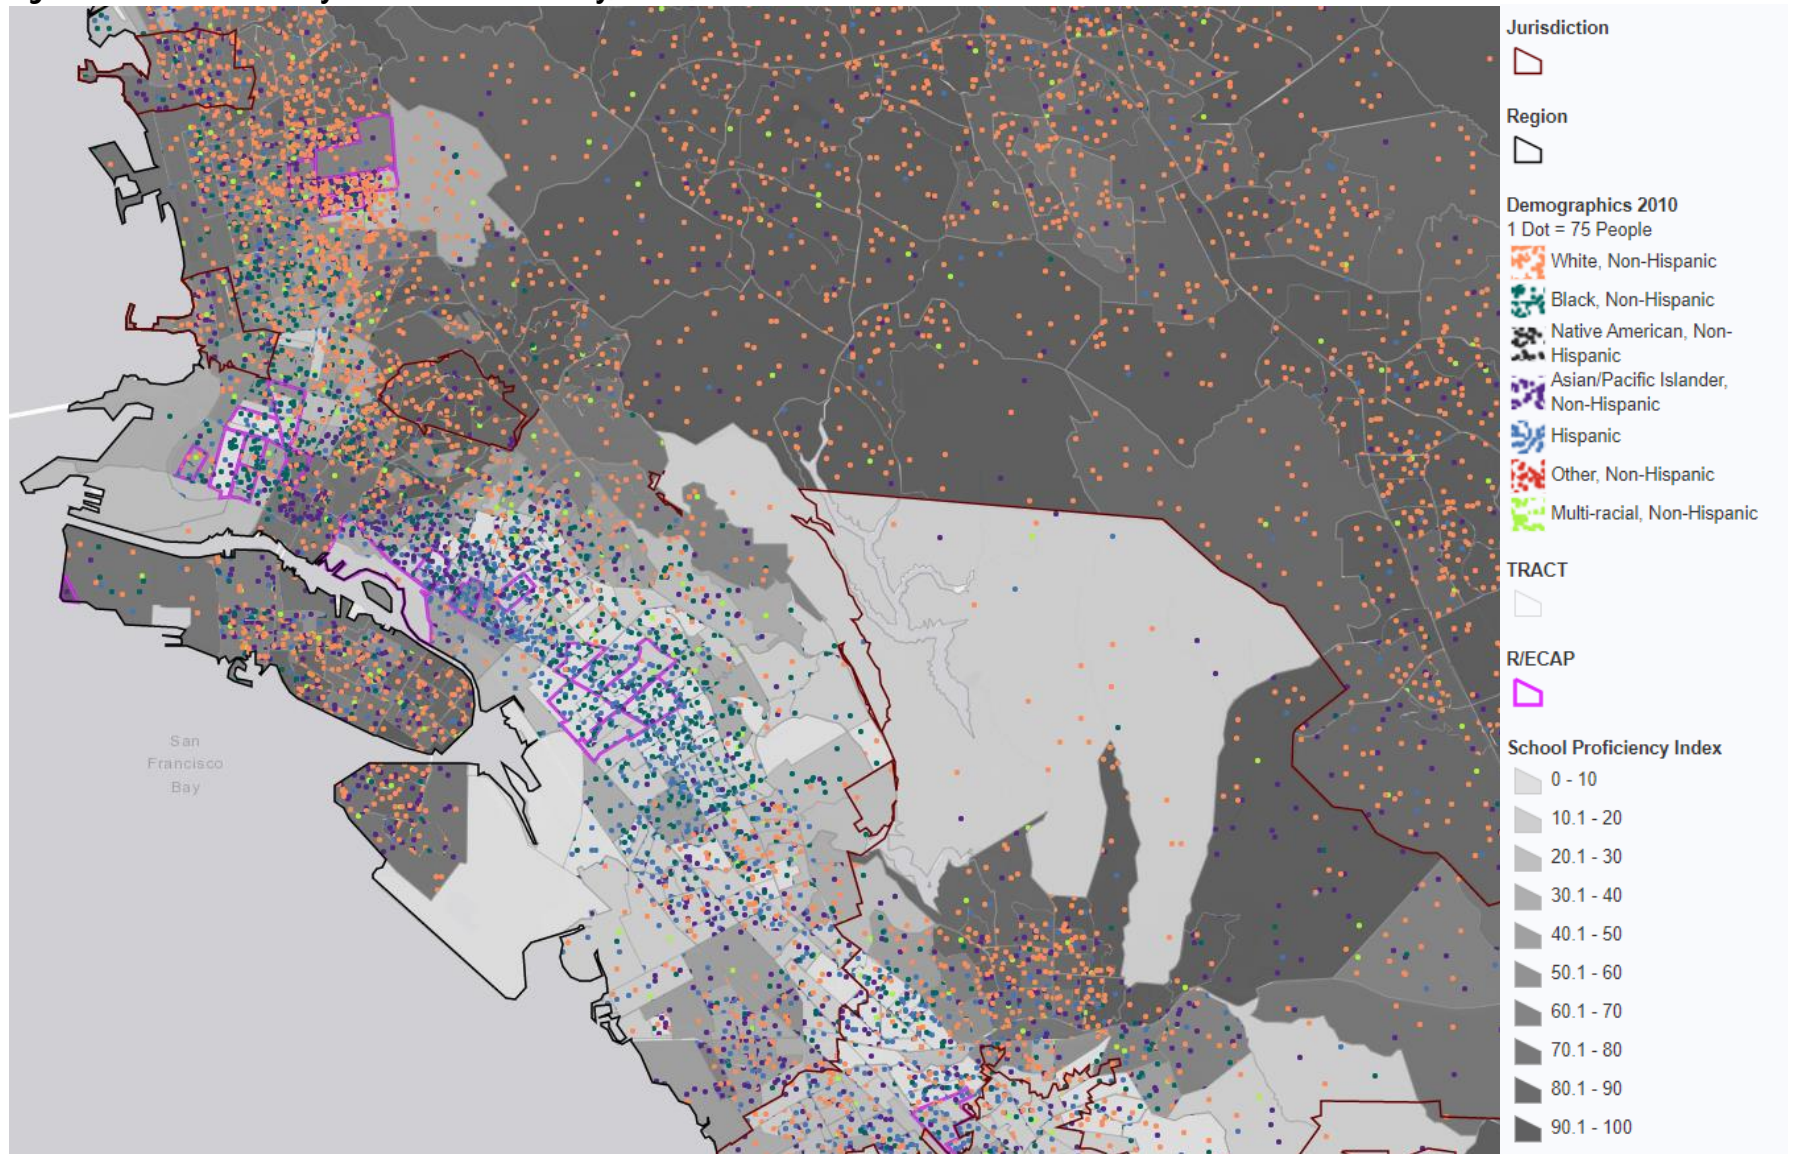 San
Francisco
Bay
Jurisdiction
Region
Demographics 2010
1 Dot = 75 People
White, Non-Hispanic
Black, Non-Hispanic
Native American, Non-
Hispanic
Asian/Pacific Islander,
Non-Hispanic
Hispanic
Other, Non-Hispanic
Multi-racial, Non-Hispanic
TRACT
R/ECAP
School Proficiency Index
0 - 10
10.1 - 20
20.1 - 30
30.1 - 40
40.1 - 50
50.1 - 60
60.1 - 70
70.1 - 80
80.1 - 90
90.1 - 100